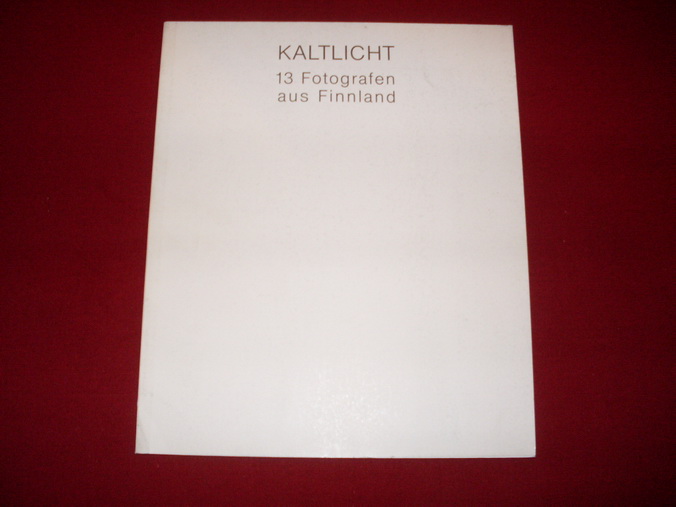 KALTLICHT
13 Fotografen
aus Finnland